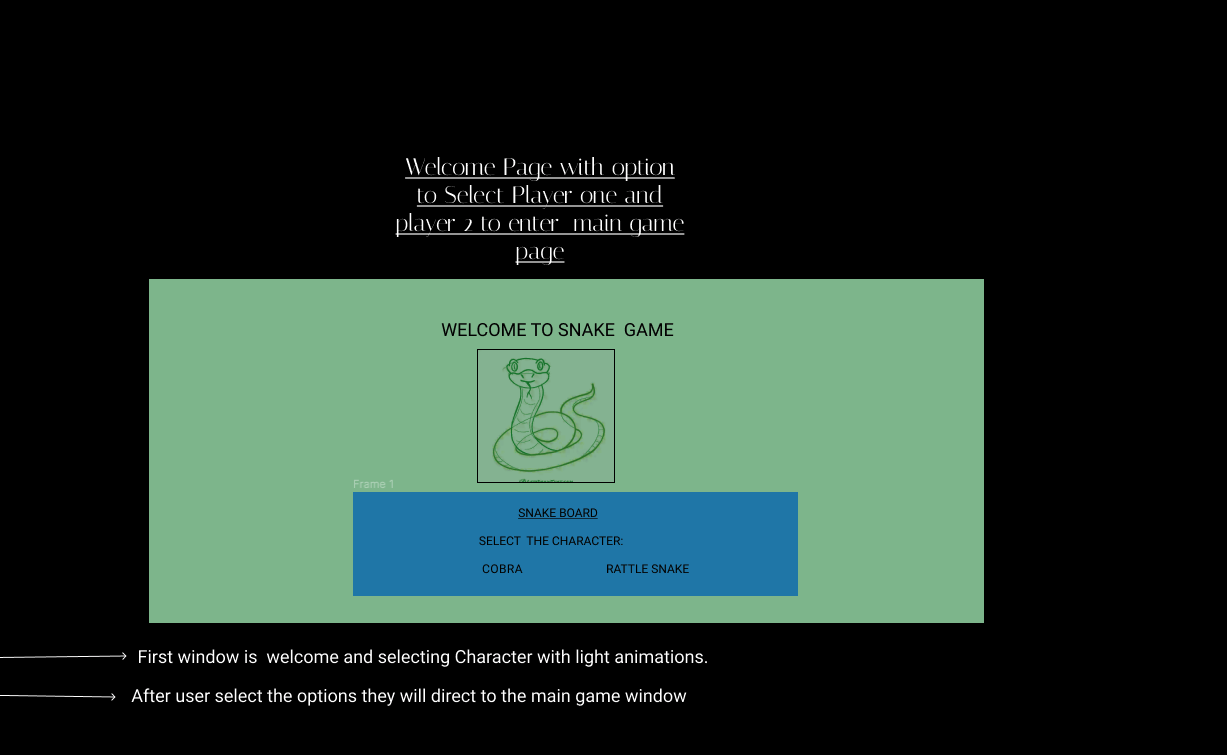 Welcome Page with option
to Select Player one and
player 2 to enter  main game
page
WELCOME TO SNAKE  GAME
Frame 1
SNAKE BOARD
SELECT  THE CHARACTER:
COBRA RATTLE SNAKE
First window is  welcome and selecting Character with light animations.
After user select the options they will direct to the main game window